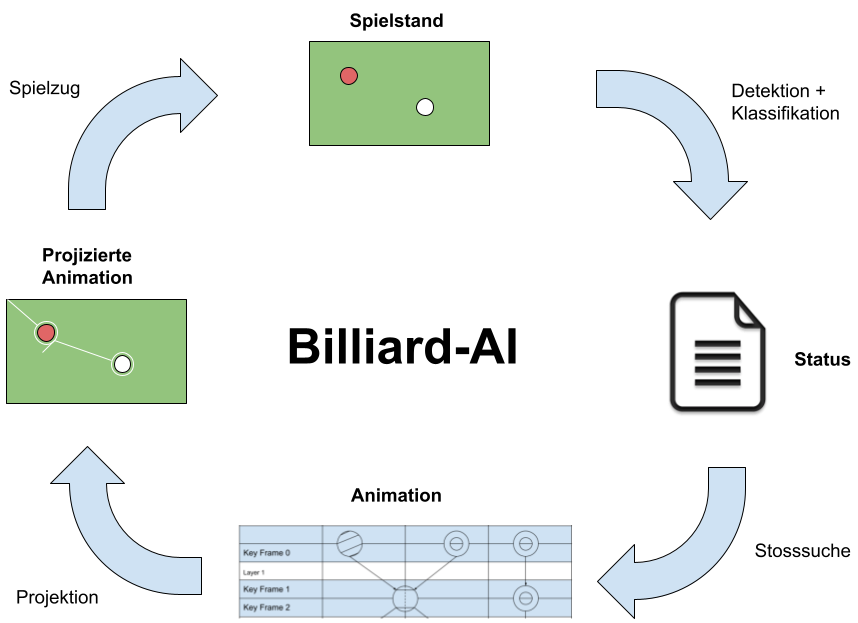 Spielstand
Spielzug
Detektion +
Klassifikation
Projizierte
Animation
Billiard-AI
Status
Animation
Key Frame 0
Layer 1
Key Frame 1
Key Frame 2
Stosssuche
Projektion